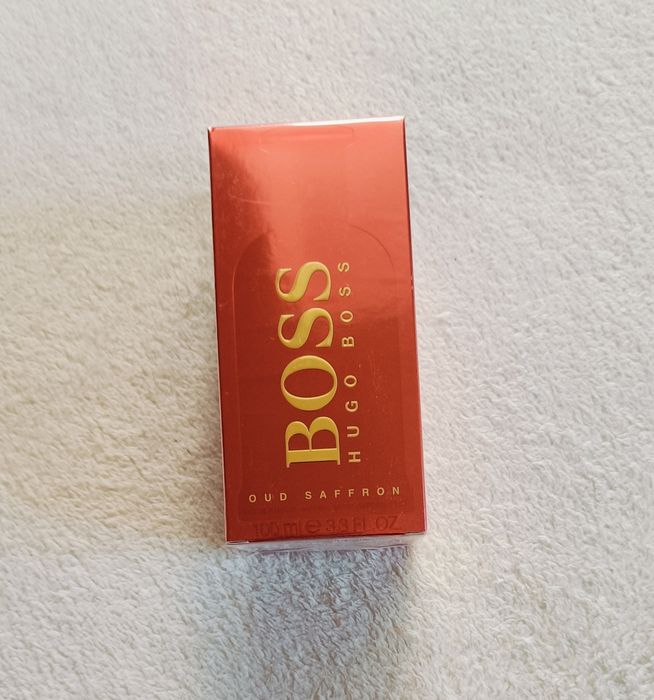 BOSS
HUGO BOSS
OUD SAFFRON
100 ml ℮ 3.3 FL.OZ.